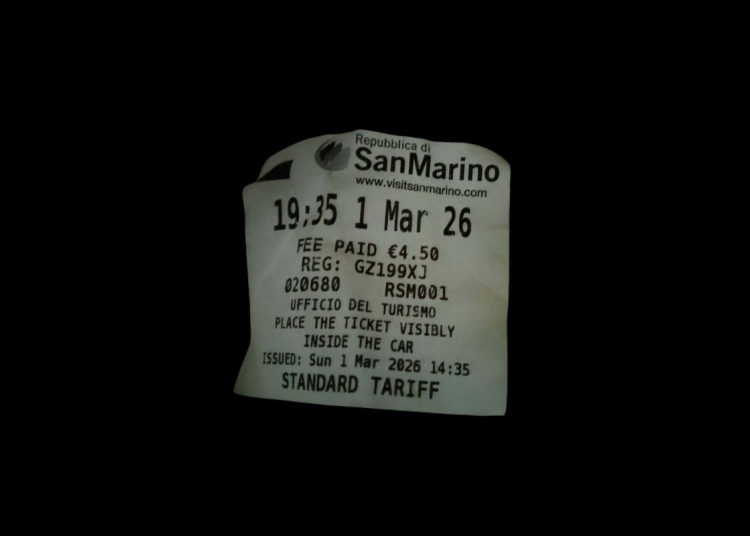 Repubblica di
SanMarino
www.visitsanmarino.com
19:35 1 Mar 26
FEE PAID €4.50
REG: GZ199XJ
020680 RSM001
UFFICIO DEL TURISMO
PLACE THE TICKET VISIBLY
INSIDE THE CAR
ISSUED: Sun 1 Mar 2026 14:35
STANDARD TARIFF